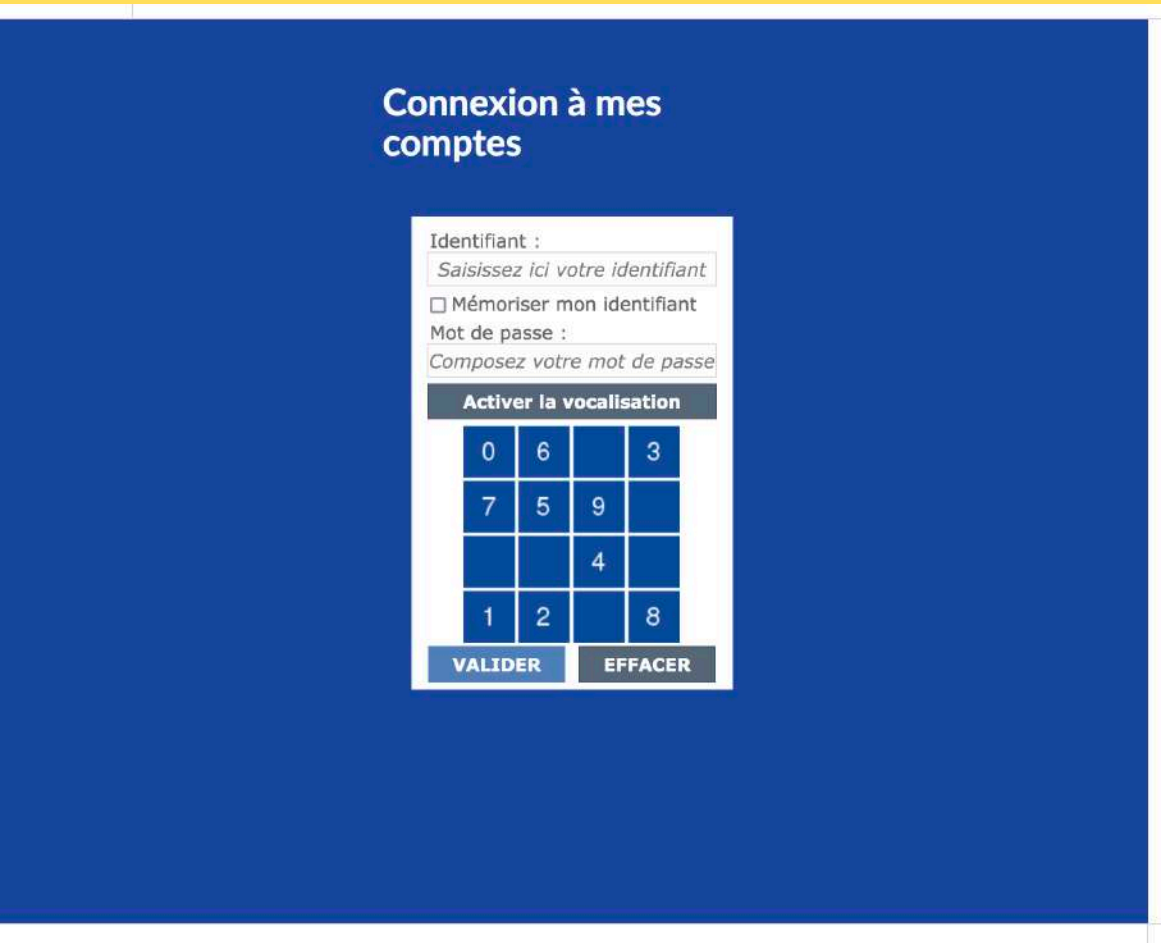 Connexion à mes
comptes
Identifiant :
Saisissez ici votre identifiant
Mémoriser mon identifiant
Mot de passe :
Composez votre mot de passe
Activer la vocalisation
0 6 3
7 5 9
4
1 2 8
VALIDER EFFACER